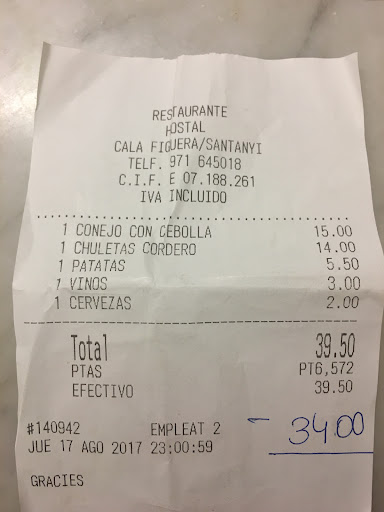 RESTAURANTE
HOSTAL
CALA FIGUERA/SANTANYI
TELF. 971 645018
C.I.F. E 07.188.261
IVA INCLUIDO
1 CONEJO CON CEBOLLA 15.00
1 CHULETAS CORDERO 14.00
1 PATATAS 5.50
1 VINOS 3.00
1 CERVEZAS 2.00
Total 39.50
PTAS PT6,572
EFECTIVO 39.50
#140942 EMPLEAT 2
JUE 17 AGO 2017 23:00:59
34.00
GRACIES